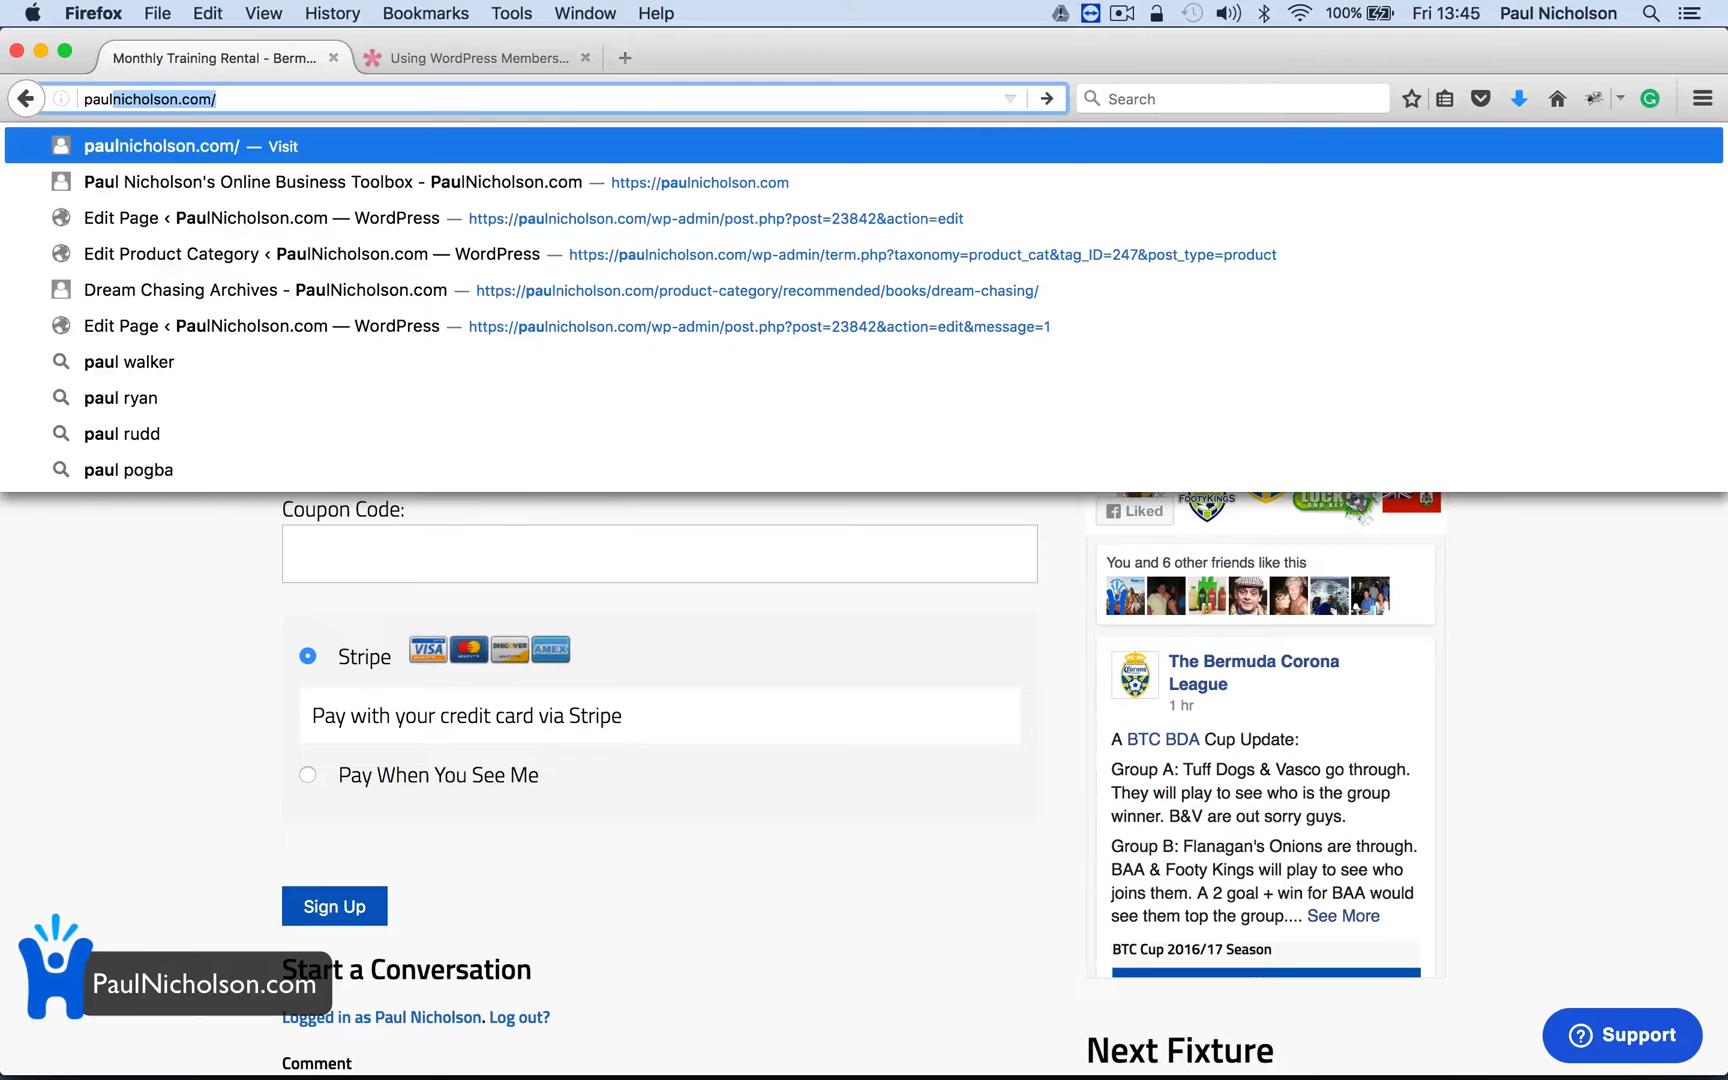 Firefox File Edit View History Bookmarks Tools Window Help 100% Fri 13:45 Paul Nicholson
Monthly Training Rental - Berm... Using WordPress Members...
paulnicholson.com/ Search
paulnicholson.com/ — Visit
Paul Nicholson's Online Business Toolbox - PaulNicholson.com — https://paulnicholson.com
Edit Page ‹ PaulNicholson.com — WordPress — https://paulnicholson.com/wp-admin/post.php?post=23842&action=edit
Edit Product Category ‹ PaulNicholson.com — WordPress — https://paulnicholson.com/wp-admin/term.php?taxonomy=product_cat&tag_ID=247&post_type=product
Dream Chasing Archives - PaulNicholson.com — https://paulnicholson.com/product-category/recommended/books/dream-chasing/
Edit Page ‹ PaulNicholson.com — WordPress — https://paulnicholson.com/wp-admin/post.php?post=23842&action=edit&message=1
paul walker
paul ryan
paul rudd
paul pogba
Coupon Code:
Stripe VISA DISCOVER AMEX
Pay with your credit card via Stripe
Pay When You See Me
Sign Up
Start a Conversation
PaulNicholson.com
Logged in as Paul Nicholson. Log out?
Comment
Liked
FOOTYKINGS
AND KEY
You and 6 other friends like this
The Bermuda Corona
League
1 hr
A BTC BDA Cup Update:
Group A: Tuff Dogs & Vasco go through.
They will play to see who is the group
winner. B&V are out sorry guys.
Group B: Flanagan's Onions are through.
BAA & Footy Kings will play to see who
joins them. A 2 goal + win for BAA would
see them top the group.... See More
BTC Cup 2016/17 Season
Next Fixture
Support